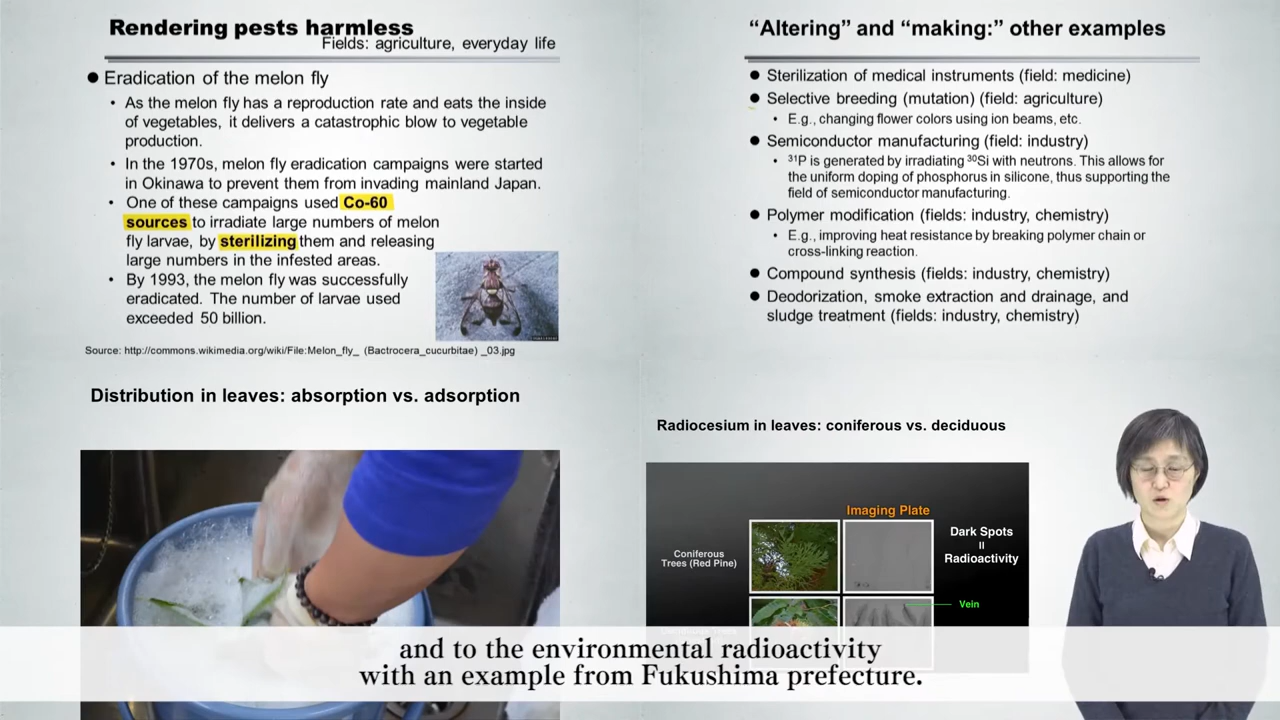 Rendering pests harmless
Fields: agriculture, everyday life
● Eradication of the melon fly
• As the melon fly has a reproduction rate and eats the inside
of vegetables, it delivers a catastrophic blow to vegetable
production.
• In the 1970s, melon fly eradication campaigns were started
in Okinawa to prevent them from invading mainland Japan.
• One of these campaigns used Co-60
sources to irradiate large numbers of melon
fly larvae, by sterilizing them and releasing
large numbers in the infested areas.
• By 1993, the melon fly was successfully
eradicated. The number of larvae used
exceeded 50 billion.
Source: http://commons.wikimedia.org/wiki/File:Melon_fly_ (Bactrocera_cucurbitae) _03.jpg
“Altering” and “making:” other examples
● Sterilization of medical instruments (field: medicine)
● Selective breeding (mutation) (field: agriculture)
• E.g., changing flower colors using ion beams, etc.
● Semiconductor manufacturing (field: industry)
• ³¹P is generated by irradiating ³⁰Si with neutrons. This allows for
the uniform doping of phosphorus in silicone, thus supporting the
field of semiconductor manufacturing.
● Polymer modification (fields: industry, chemistry)
• E.g., improving heat resistance by breaking polymer chain or
cross-linking reaction.
● Compound synthesis (fields: industry, chemistry)
● Deodorization, smoke extraction and drainage, and
sludge treatment (fields: industry, chemistry)
Distribution in leaves: absorption vs. adsorption
Radiocesium in leaves: coniferous vs. deciduous
Imaging Plate
Coniferous
Trees (Red Pine)
Dark Spots
=
Radioactivity
Vein
and to the environmental radioactivity
with an example from Fukushima prefecture.